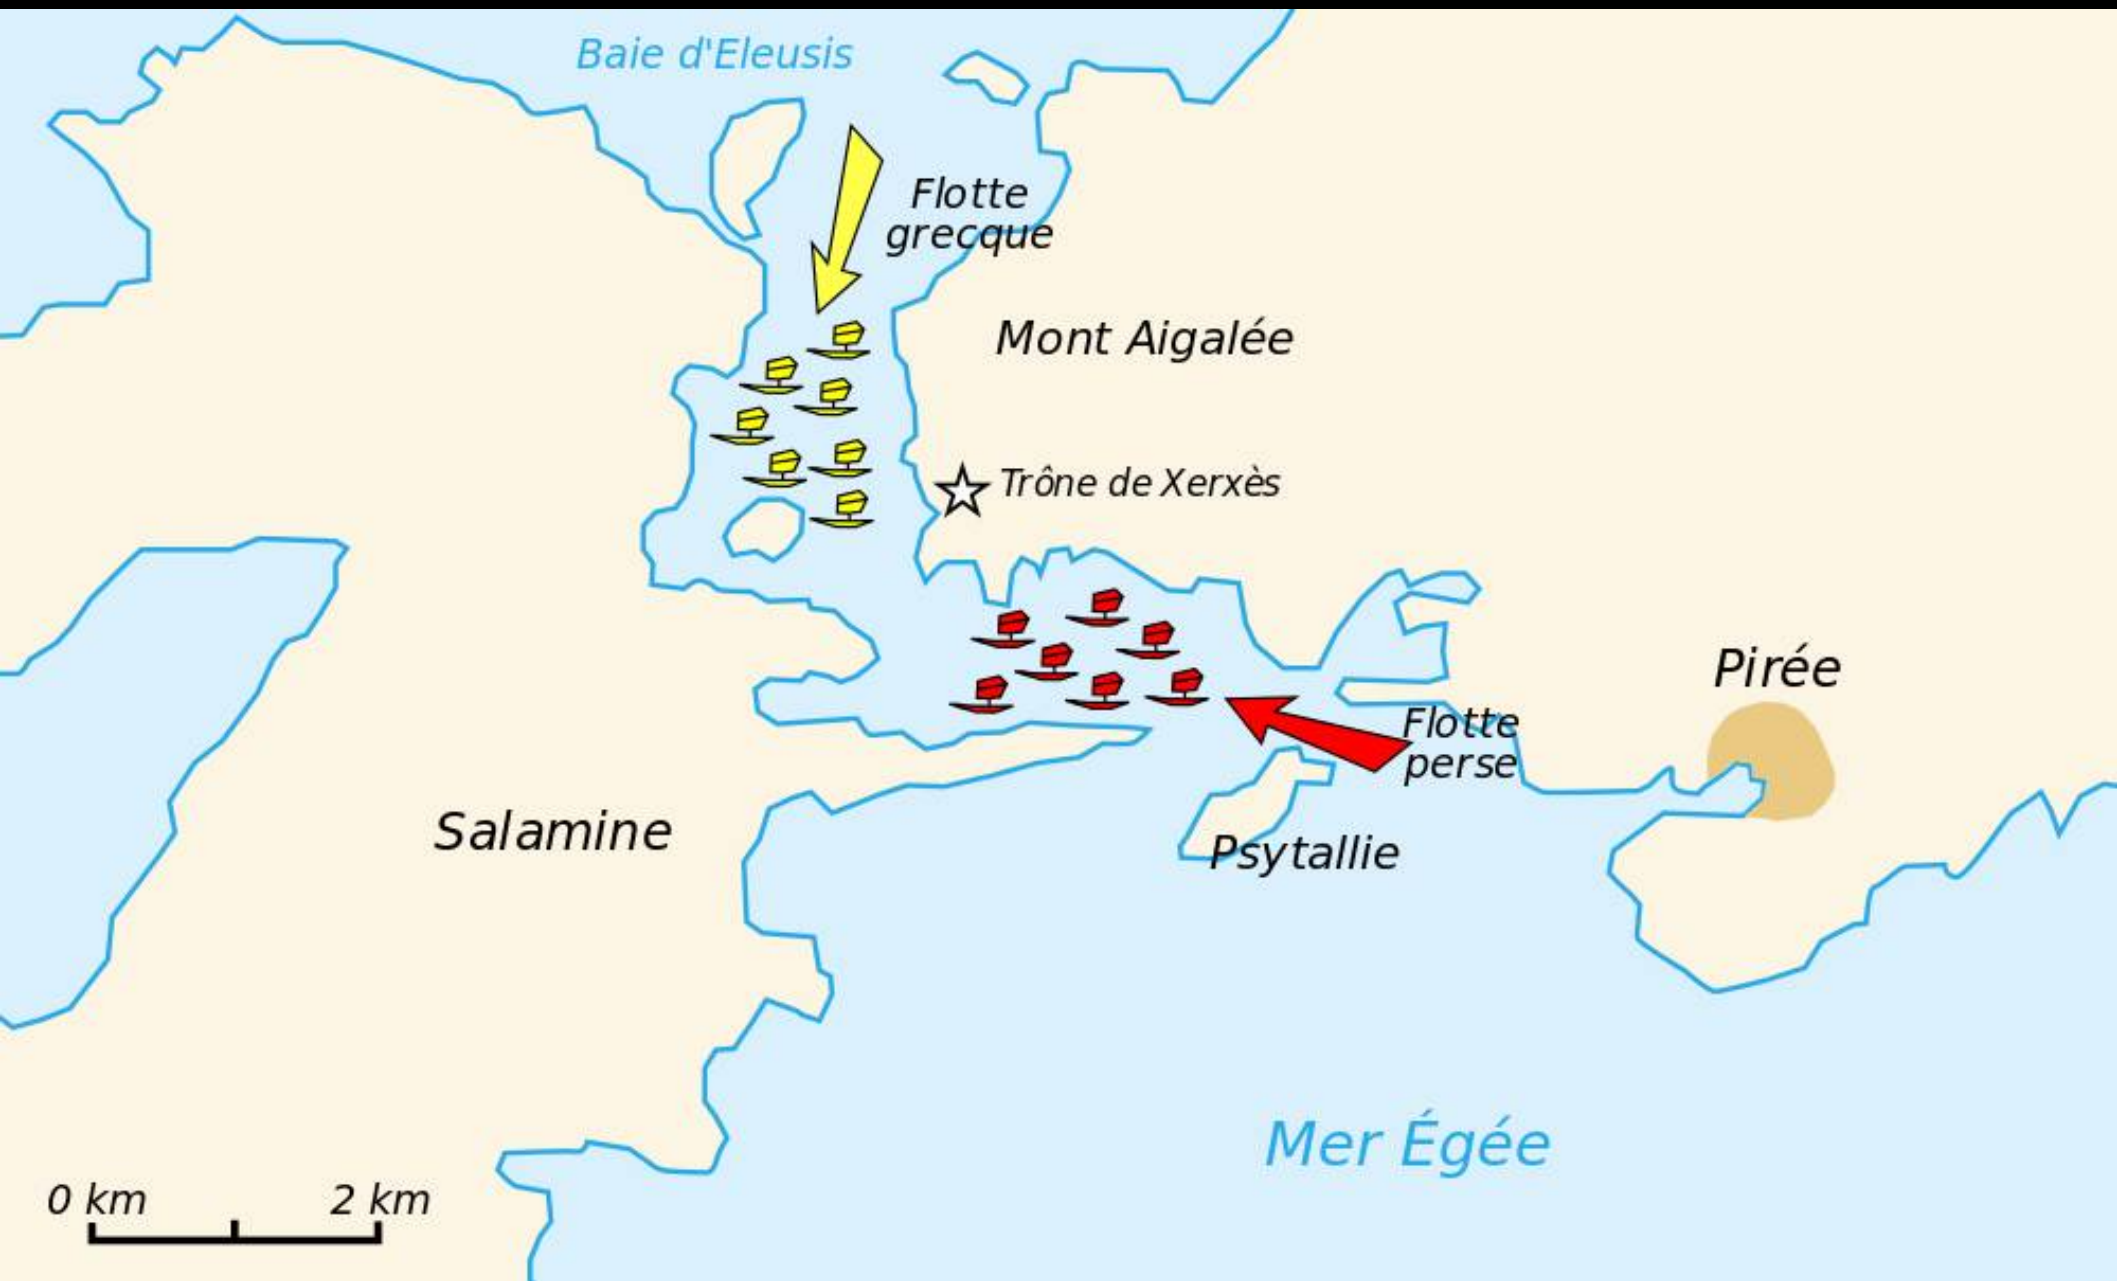 Baie d'Eleusis
Flotte
grecque
Mont Aigalée
Trône de Xerxès
Pirée
Flotte
perse
Salamine
Psytallie
Mer Égée
0 km 2 km